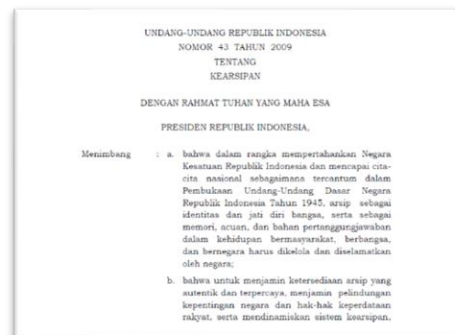 UNDANG-UNDANG REPUBLIK INDONESIA
NOMOR 43 TAHUN 2009
TENTANG
KEARSIPAN
DENGAN RAHMAT TUHAN YANG MAHA ESA
PRESIDEN REPUBLIK INDONESIA,
Menimbang : a. bahwa dalam rangka mempertahankan Negara
Kesatuan Republik Indonesia dan mencapai cita-
cita nasional sebagaimana tercantum dalam
Pembukaan Undang-Undang Dasar Negara
Republik Indonesia Tahun 1945, arsip sebagai
identitas dan jati diri bangsa, serta sebagai
memori, acuan, dan bahan pertanggungjawaban
dalam kehidupan bermasyarakat, berbangsa,
dan bernegara harus dikelola dan diselamatkan
oleh negara;
b. bahwa untuk menjamin ketersediaan arsip yang
autentik dan terpercaya, menjamin pelindungan
kepentingan negara dan hak-hak keperdataan
rakyat, serta mendinamiskan sistem kearsipan,